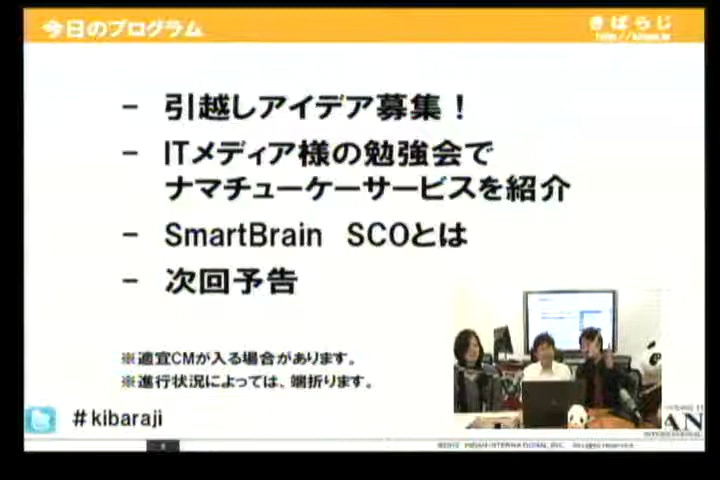 今日のプログラム
きばらじ
- 引越しアイデア募集！
- ITメディア様の勉強会で
ナマチューケーサービスを紹介
- SmartBrain SCOとは
- 次回予告
※適宜CMが入る場合があります。
※進行状況によっては、端折ります。
#kibaraji
AN